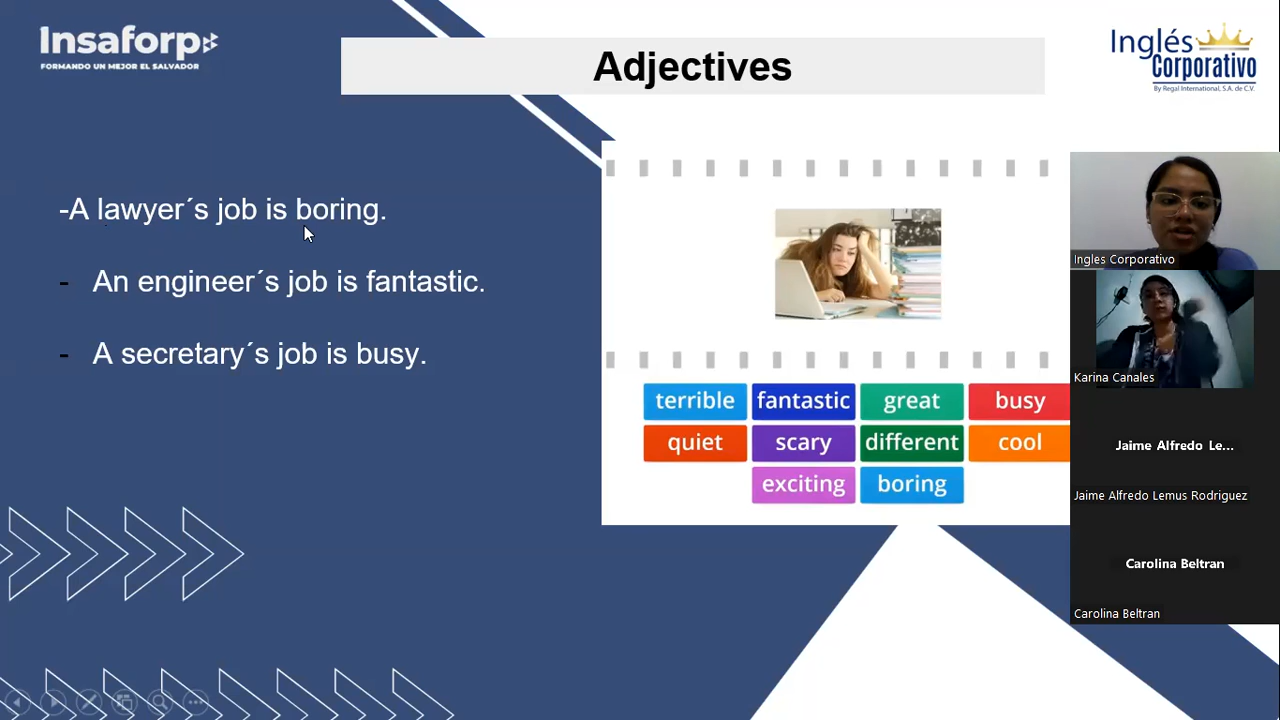 Insaforp
FORMANDO UN MEJOR EL SALVADOR
Adjectives
Inglés
Corporativo
By Regal International, S.A. de C.V.
-A lawyer´s job is boring.
- An engineer´s job is fantastic.
- A secretary´s job is busy.
terrible fantastic great busy
quiet scary different cool
exciting boring
Ingles Corporativo
Karina Canales
Jaime Alfredo Le...
Jaime Alfredo Lemus Rodriguez
Carolina Beltran
Carolina Beltran